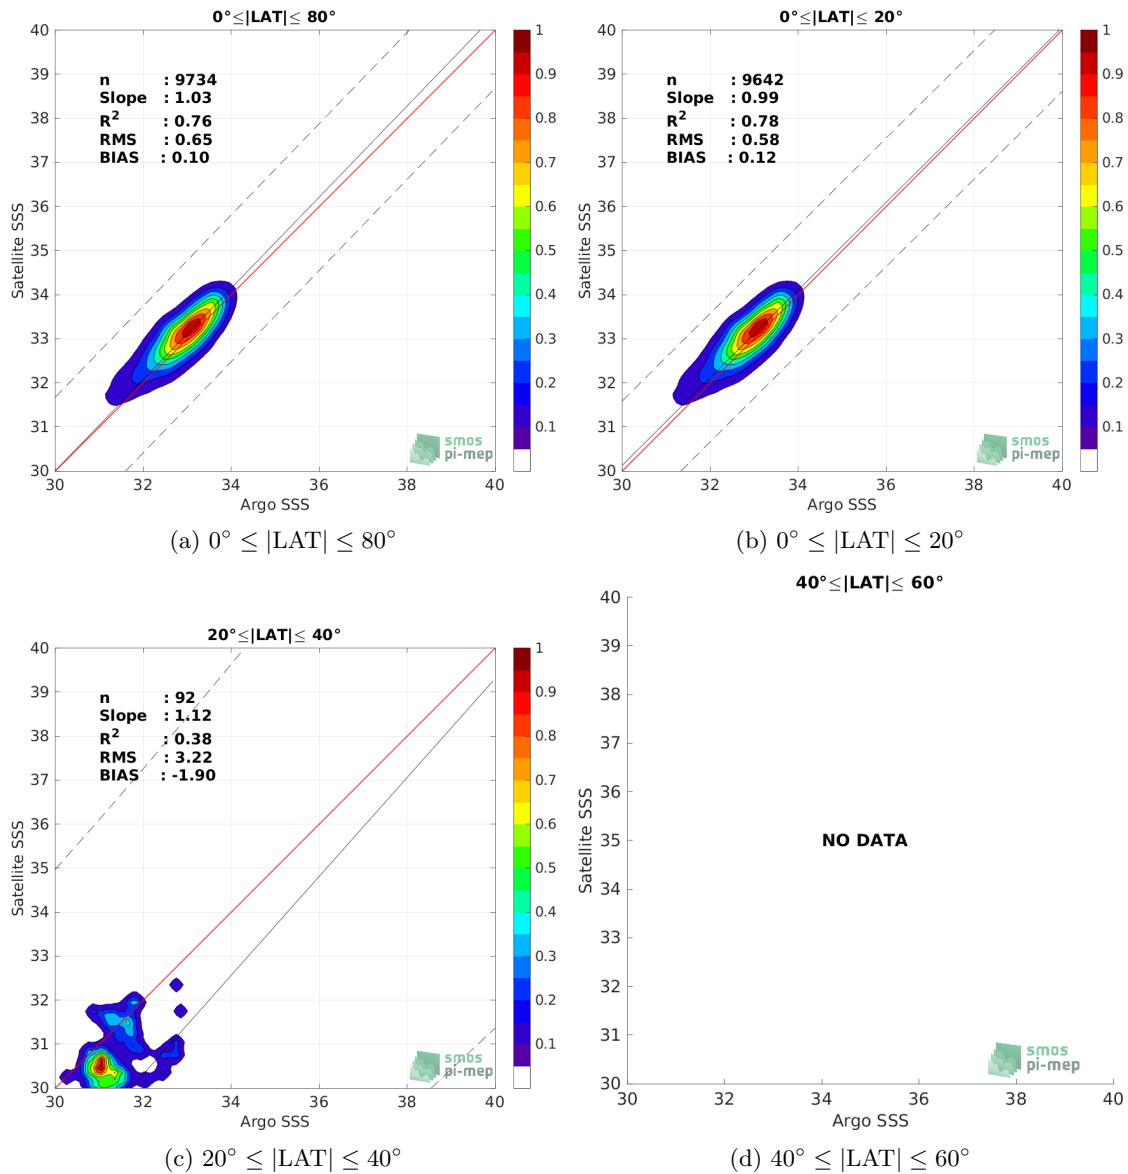 0°≤|LAT|≤ 80°
40
39
38
37
36
35
34
33
32
31
30
30
32
34
36
38
40
Satellite SSS
Argo SSS
n : 9734
Slope : 1.03
R² : 0.76
RMS : 0.65
BIAS : 0.10
1
0.9
0.8
0.7
0.6
0.5
0.4
0.3
0.2
0.1
smos
pi-mep
(a) 0° ≤ |LAT| ≤ 80°
0°≤|LAT|≤ 20°
40
39
38
37
36
35
34
33
32
31
30
30
32
34
36
38
40
Satellite SSS
Argo SSS
n : 9642
Slope : 0.99
R² : 0.78
RMS : 0.58
BIAS : 0.12
1
0.9
0.8
0.7
0.6
0.5
0.4
0.3
0.2
0.1
smos
pi-mep
(b) 0° ≤ |LAT| ≤ 20°
20°≤|LAT|≤ 40°
40
39
38
37
36
35
34
33
32
31
30
30
32
34
36
38
40
Satellite SSS
Argo SSS
n : 92
Slope : 1.12
R² : 0.38
RMS : 3.22
BIAS : -1.90
1
0.9
0.8
0.7
0.6
0.5
0.4
0.3
0.2
0.1
smos
pi-mep
(c) 20° ≤ |LAT| ≤ 40°
40°≤|LAT|≤ 60°
40
39
38
37
36
35
34
33
32
31
30
30
32
34
36
38
40
Satellite SSS
Argo SSS
NO DATA
smos
pi-mep
(d) 40° ≤ |LAT| ≤ 60°